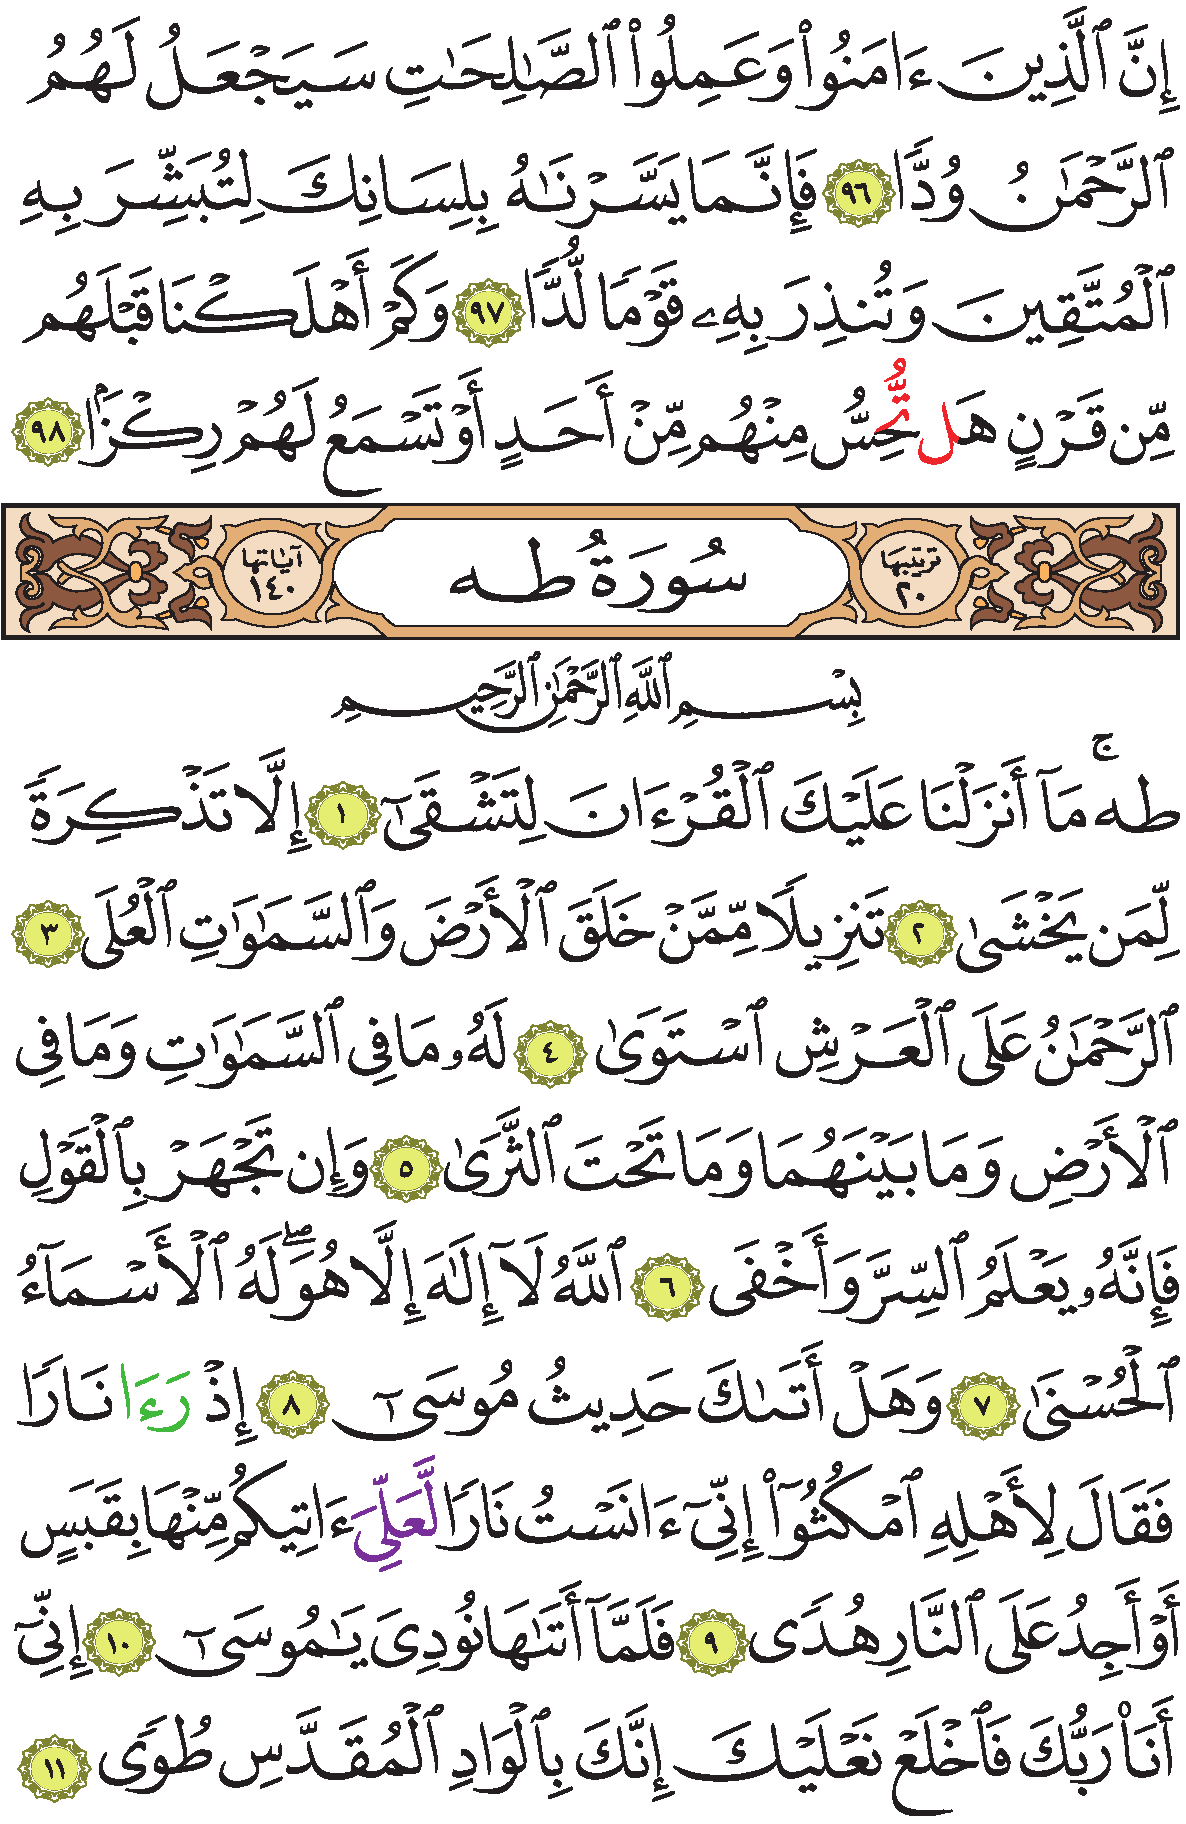 إِنَّ ٱلَّذِينَ ءَامَنُواْ وَعَمِلُواْ ٱلصَّٰلِحَٰتِ سَيَجْعَلُ لَهُمُ
ٱلرَّحْمَٰنُ وُدًّا ٩٦ فَإِنَّمَا يَسَّرْنَٰهُ بِلِسَانِكَ لِتُبَشِّرَ بِهِ
ٱلْمُتَّقِينَ وَتُنذِرَ بِهِۦ قَوْمًا لُّدًّا ٩٧ وَكَمْ أَهْلَكْنَا قَبْلَهُم
مِّن قَرْنٍ هَل تُّحِسُّ مِنْهُم مِّنْ أَحَدٍ أَوْ تَسْمَعُ لَهُمْ رِكْزَۢا ٩٨
ترتيبها ٢٠ سُورَةُ طه آياتها ١٤٠
بِسْمِ ٱللَّهِ ٱلرَّحْمَٰنِ ٱلرَّحِيمِ
طهۚ مَآ أَنزَلْنَا عَلَيْكَ ٱلْقُرْءَانَ لِتَشْقَىٰٓ ١ إِلَّا تَذْكِرَةً
لِّمَن يَخْشَىٰ ٢ تَنزِيلًا مِّمَّنْ خَلَقَ ٱلْأَرْضَ وَٱلسَّمَٰوَٰتِ ٱلْعُلَى ٣
ٱلرَّحْمَٰنُ عَلَى ٱلْعَرْشِ ٱسْتَوَىٰ ٤ لَهُۥ مَا فِي ٱلسَّمَٰوَٰتِ وَمَا فِي
ٱلْأَرْضِ وَمَا بَيْنَهُمَا وَمَا تَحْتَ ٱلثَّرَىٰ ٥ وَإِن تَجْهَرْ بِٱلْقَوْلِ
فَإِنَّهُۥ يَعْلَمُ ٱلسِّرَّ وَأَخْفَى ٦ ٱللَّهُ لَآ إِلَٰهَ إِلَّا هُوَۖ لَهُ ٱلْأَسْمَآءُ
ٱلْحُسْنَىٰ ٧ وَهَلْ أَتَىٰكَ حَدِيثُ مُوسَىٰٓ ٨ إِذْ رَءَا نَارًا
فَقَالَ لِأَهْلِهِ ٱمْكُثُوٓاْ إِنِّيٓ ءَانَسْتُ نَارًا لَّعَلِّيَ ءَاتِيكُم مِّنْهَا بِقَبَسٍ
أَوْ أَجِدُ عَلَى ٱلنَّارِ هُدًى ٩ فَلَمَّآ أَتَىٰهَا نُودِيَ يَٰمُوسَىٰٓ ١٠ إِنِّيٓ
أَنَا۠ رَبُّكَ فَٱخْلَعْ نَعْلَيْكَ إِنَّكَ بِٱلْوَادِ ٱلْمُقَدَّسِ طُوًى ١١